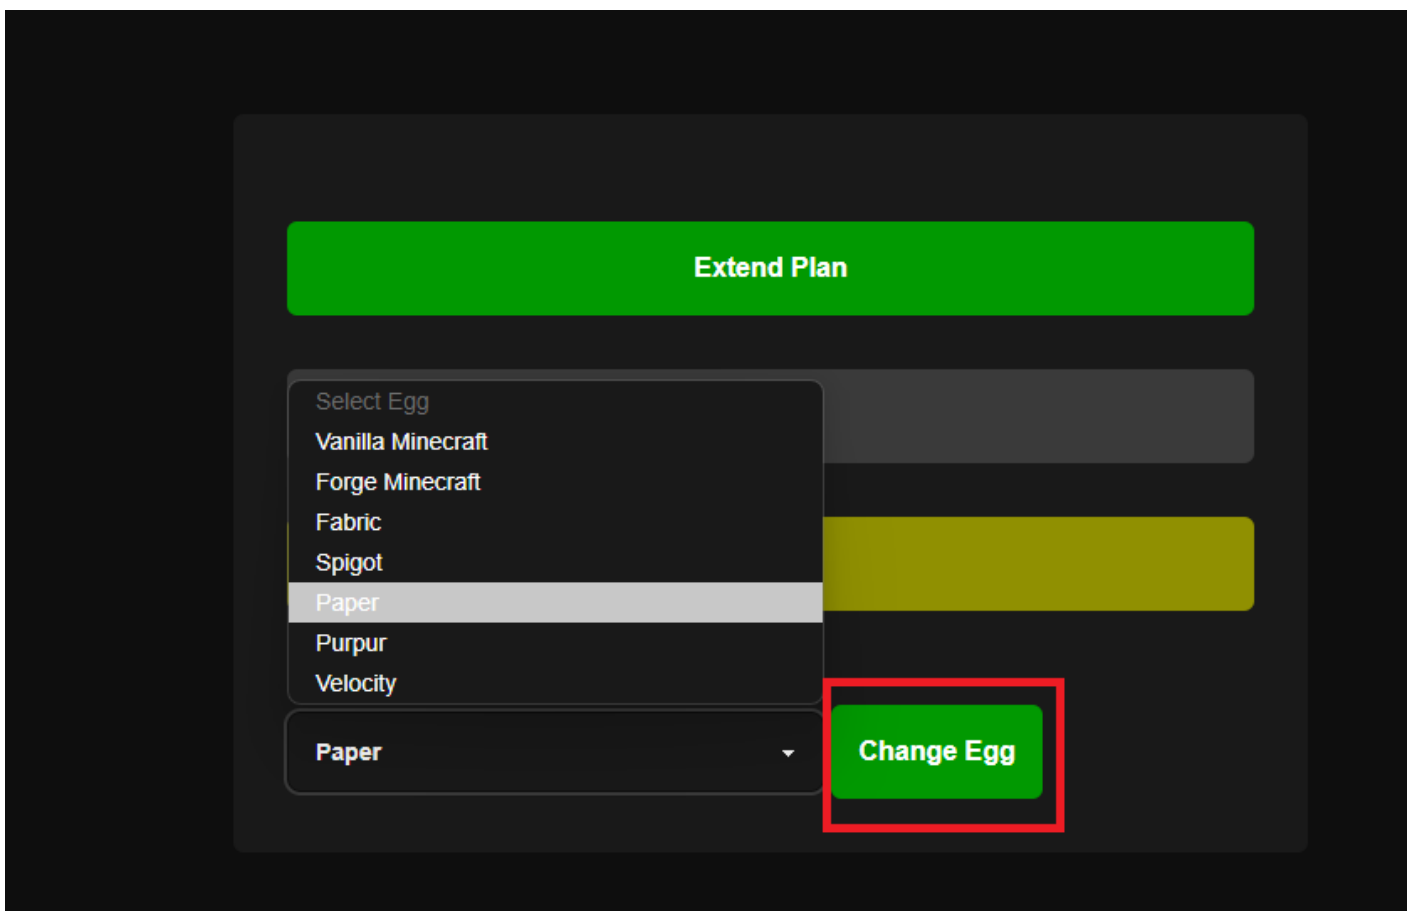 Extend Plan
Select Egg
Vanilla Minecraft
Forge Minecraft
Fabric
Spigot
Paper
Purpur
Velocity
Paper
Change Egg